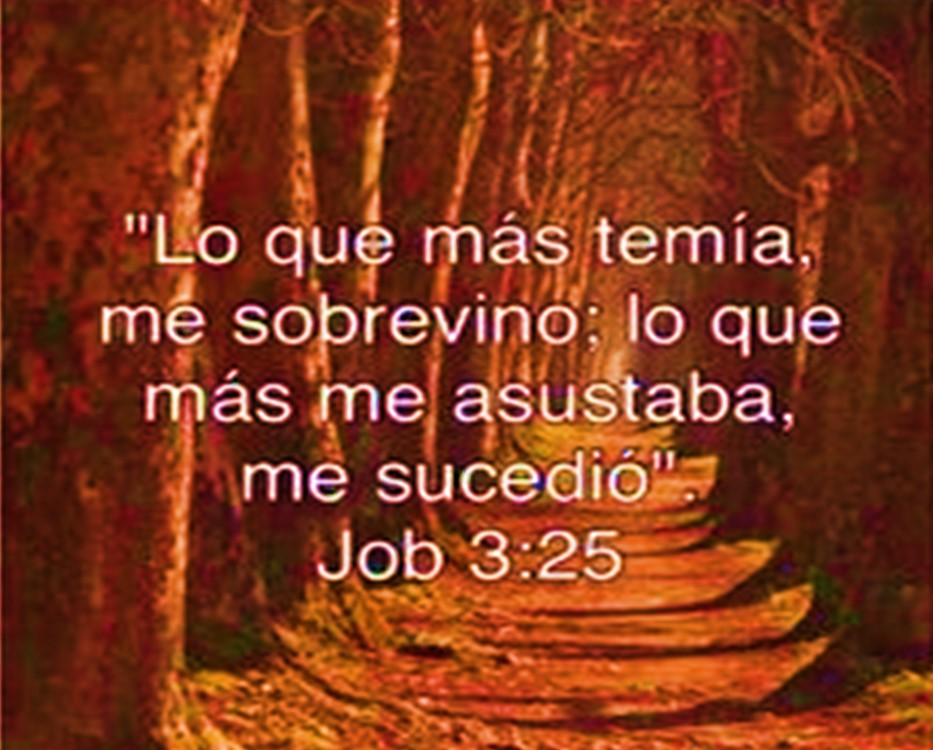 "Lo que más temía,
me sobrevino; lo que
más me asustaba,
me sucedió".
Job 3:25